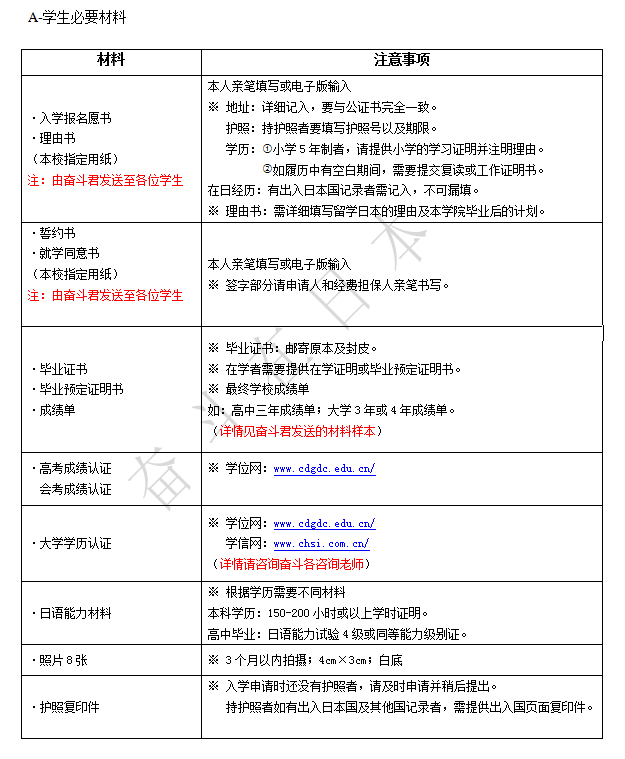 A-学生必要材料
材料
注意事项
·入学报名愿书
·理由书
（本校指定用纸）
注：由奋斗君发送至各位学生
本人亲笔填写或电子版输入
※ 地址：详细记入，要与公证书完全一致。
护照：持护照者要填写护照号以及期限。
学历：①小学5年制者，请提供小学的学习证明并注明理由。
②如履历中有空白期间，需要提交复读或工作证明书。
在日经历：有出入日本国记录者需记入，不可漏填。
※ 理由书：需详细填写留学日本的理由及本学院毕业后的计划。
·誓约书
·就学同意书
（本校指定用纸）
注：由奋斗君发送至各位学生
本人亲笔填写或电子版输入
※ 签字部分请申请人和经费担保人亲笔书写。
·毕业证书
·毕业预定证明书
·成绩单
※ 毕业证书：邮寄原本及封皮。
※ 在学者需要提供在学证明或毕业预定证明书。
※ 最终学校成绩单
如：高中三年成绩单；大学3年或4年成绩单。
（详情见奋斗君发送的材料样本）
·高考成绩认证
会考成绩认证
※ 学位网：www.cdgdc.edu.cn/
·大学学历认证
※ 学位网：www.cdgdc.edu.cn/
学信网：www.chsi.com.cn/
（详情请咨询奋斗各咨询老师）
·日语能力材料
※ 根据学历需要不同材料
本科学历：150-200小时或以上学时证明。
高中毕业：日语能力试验4级或同等能力级别证。
·照片8张
※ 3个月以内拍摄；4cm×3cm；白底
·护照复印件
※ 入学申请时还没有护照者，请及时申请并稍后提出。
持护照者如有出入日本国及其他国记录者，需提供出入国页面复印件。
奋斗在日本